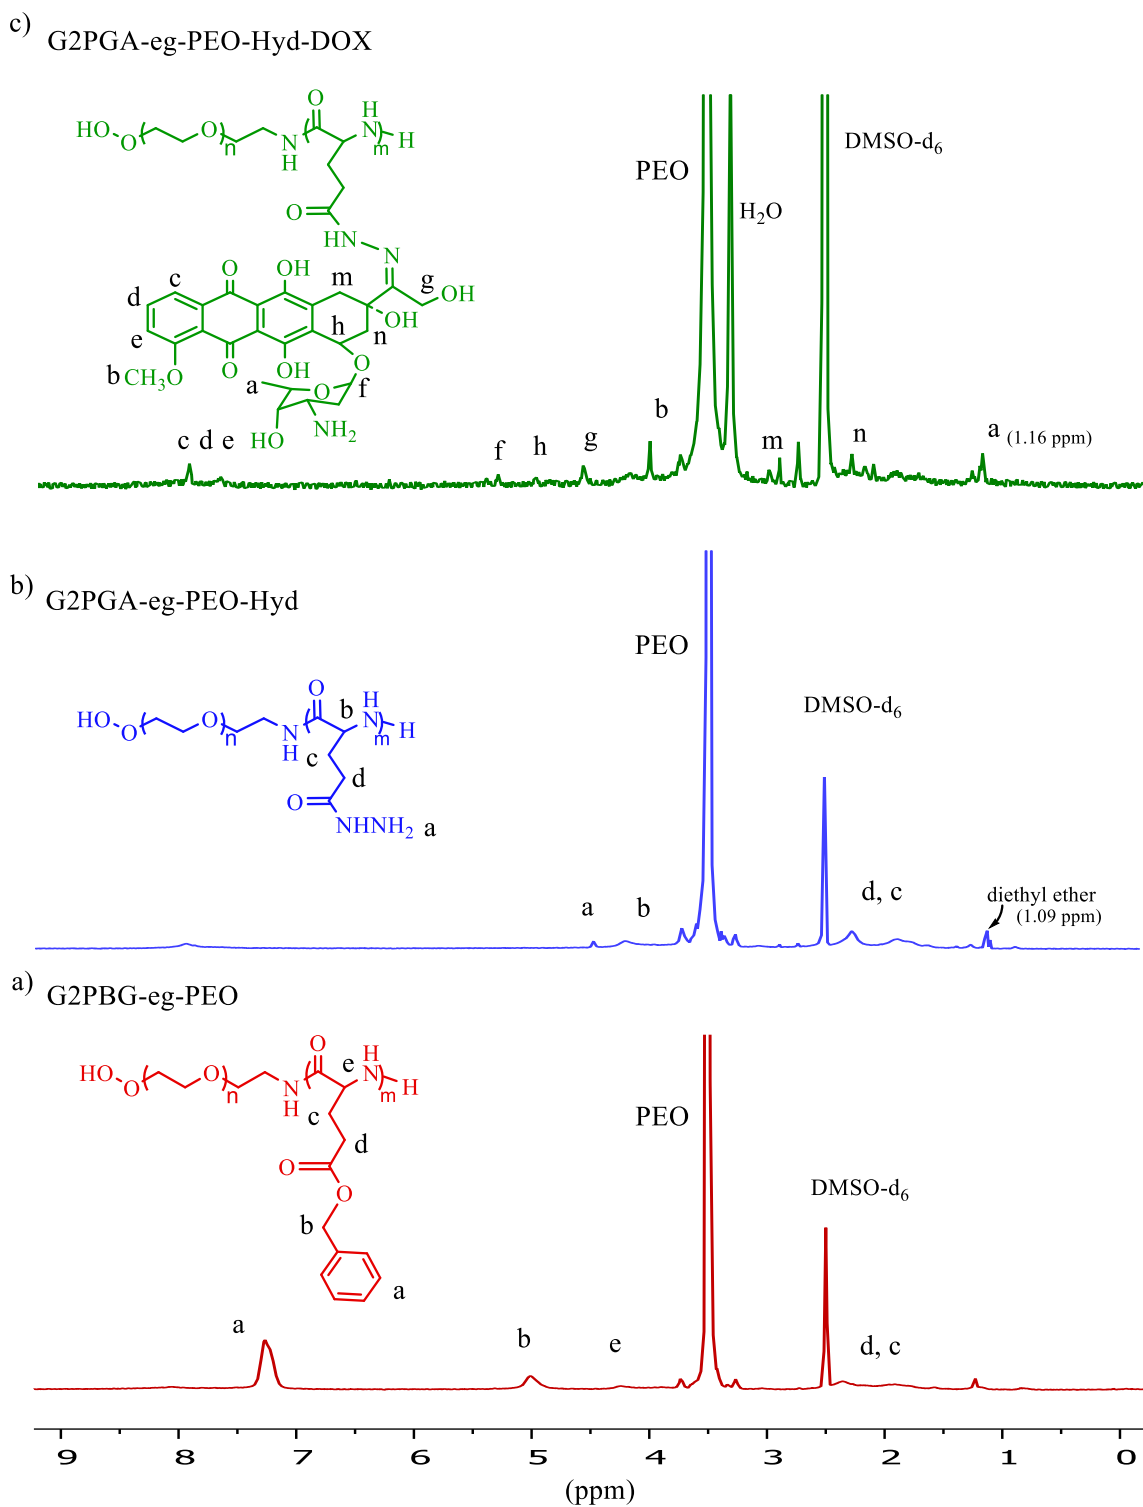 c)
G2PGA-eg-PEO-Hyd-DOX
HO
O
O
n
N
H
O
H
N
m
H
O
HN
N
g
OH
m
OH
n
h
O
OH
c
d
e
O
OH
b
CH3O
O
f
a
O
NH2
HO
PEO
H2O
DMSO-d6
c d e
f
h
g
b
m
n
a (1.16 ppm)
b)
G2PGA-eg-PEO-Hyd
HO
O
O
n
N
H
O
b
H
N
m
H
c
d
O
NHNH2 a
PEO
DMSO-d6
a
b
d, c
diethyl ether
(1.09 ppm)
a)
G2PBG-eg-PEO
HO
O
O
n
N
H
O
e
H
N
m
H
c
d
O
O
b
a
PEO
DMSO-d6
a
b
e
d, c
9 8 7 6 5 4 3 2 1 0
(ppm)